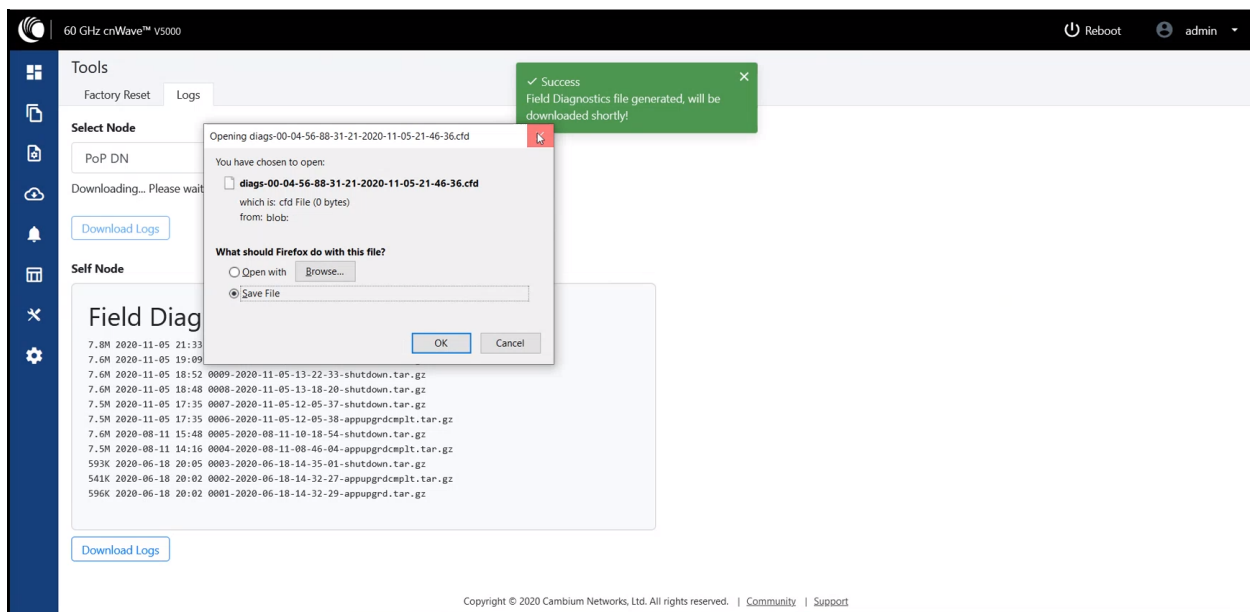 60 GHz cnWave™ V5000
Reboot
admin
Tools
Factory Reset Logs
✓ Success
Field Diagnostics file generated, will be
downloaded shortly!
Select Node
PoP DN
Downloading... Please wait
Download Logs
Opening diags-00-04-56-88-31-21-2020-11-05-21-46-36.cfd
You have chosen to open:
diags-00-04-56-88-31-21-2020-11-05-21-46-36.cfd
which is: cfd File (0 bytes)
from: blob:
What should Firefox do with this file?
Open with Browse...
Save File
OK Cancel
Self Node
Field Diag
7.8M 2020-11-05 21:33
7.6M 2020-11-05 19:09
7.6M 2020-11-05 18:52 0009-2020-11-05-13-22-33-shutdown.tar.gz
7.6M 2020-11-05 18:48 0008-2020-11-05-13-18-20-shutdown.tar.gz
7.5M 2020-11-05 17:35 0007-2020-11-05-12-05-37-shutdown.tar.gz
7.5M 2020-11-05 17:35 0006-2020-11-05-12-05-38-appupgrdcmplt.tar.gz
7.6M 2020-08-11 15:48 0005-2020-08-11-10-18-54-shutdown.tar.gz
7.5M 2020-08-11 14:16 0004-2020-08-11-08-46-04-appupgrdcmplt.tar.gz
593K 2020-06-18 20:05 0003-2020-06-18-14-35-01-shutdown.tar.gz
541K 2020-06-18 20:02 0002-2020-06-18-14-32-27-appupgrdcmplt.tar.gz
596K 2020-06-18 20:02 0001-2020-06-18-14-32-29-appupgrd.tar.gz
Download Logs
Copyright © 2020 Cambium Networks, Ltd. All rights reserved. | Community | Support